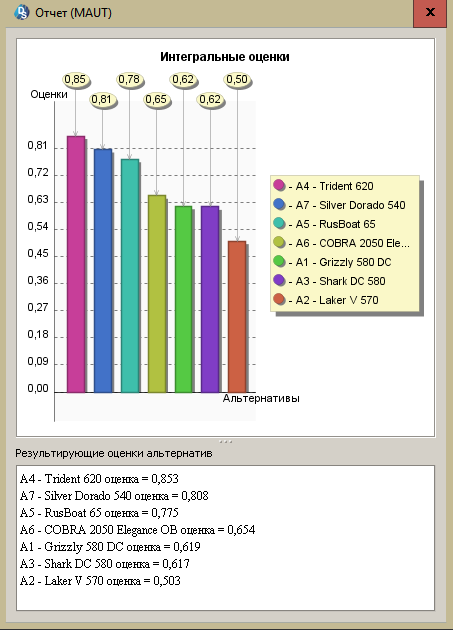 Отчет (MAUT)
Интегральные оценки
0,85
0,78
0,62
0,50
0,81
0,65
0,62
Оценки
0,81
0,72
0,63
0,54
0,45
0,36
0,27
0,18
0,09
0,00
Альтернативы
- A4 - Trident 620
- A7 - Silver Dorado 540
- A5 - RusBoat 65
- A6 - COBRA 2050 Ele...
- A1 - Grizzly 580 DC
- A3 - Shark DC 580
- A2 - Laker V 570
Результирующие оценки альтернатив
A4 - Trident 620 оценка = 0,853
A7 - Silver Dorado 540 оценка = 0,808
A5 - RusBoat 65 оценка = 0,775
A6 - COBRA 2050 Elegance OB оценка = 0,654
A1 - Grizzly 580 DC оценка = 0,619
A3 - Shark DC 580 оценка = 0,617
A2 - Laker V 570 оценка = 0,503